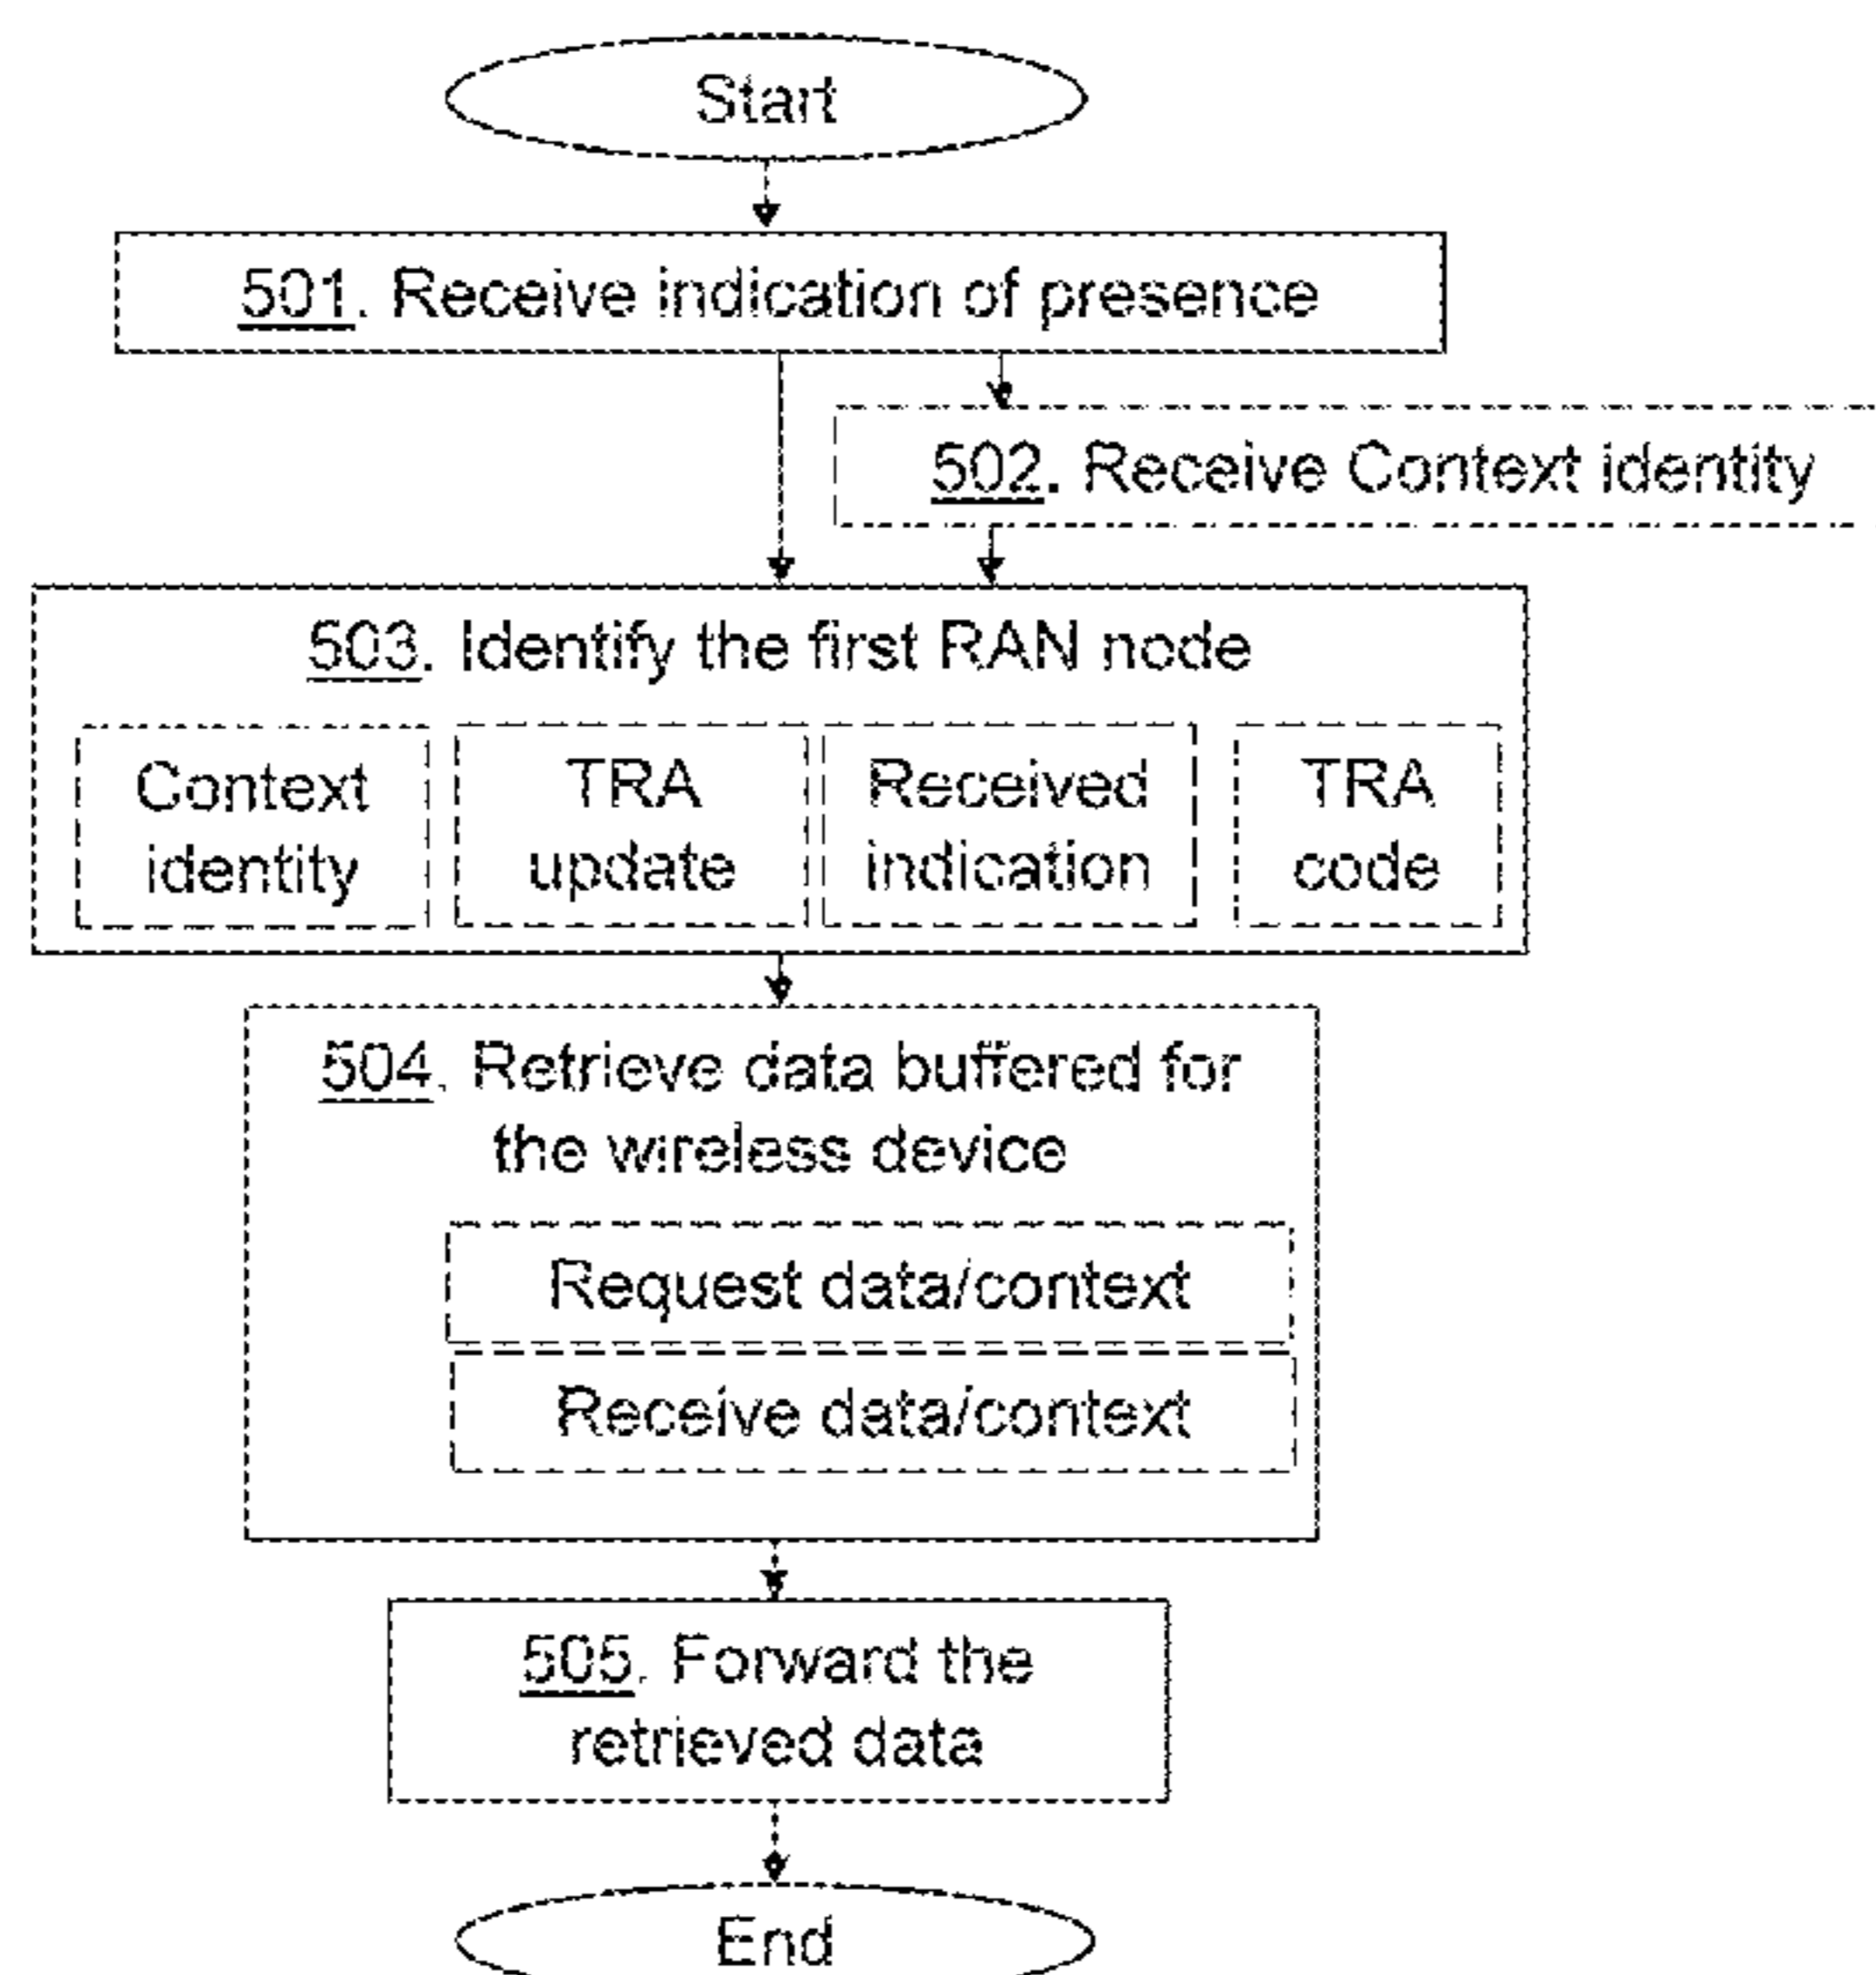 Start
501. Receive indication of presence
502. Receive Context identity
503. Identify the first RAN node
Context
identity
TRA
update
Received
indication
TRA
code
504. Retrieve data buffered for
the wireless device
Request data/context
Receive data/context
505. Forward the
retrieved data
End